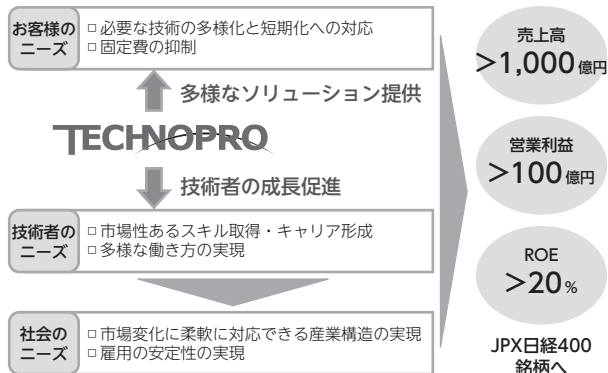 お客様の
ニーズ
□ 必要な技術の多様化と短期化への対応
□ 固定費の抑制
多様なソリューション提供
TECHNOPRO
技術者の成長促進
技術者の
ニーズ
□ 市場性あるスキル取得・キャリア形成
□ 多様な働き方の実現
社会の
ニーズ
□ 市場変化に柔軟に対応できる産業構造の実現
□ 雇用の安定性の実現
売上高
>1,000億円
営業利益
>100億円
ROE
>20%
JPX日経400
銘柄へ